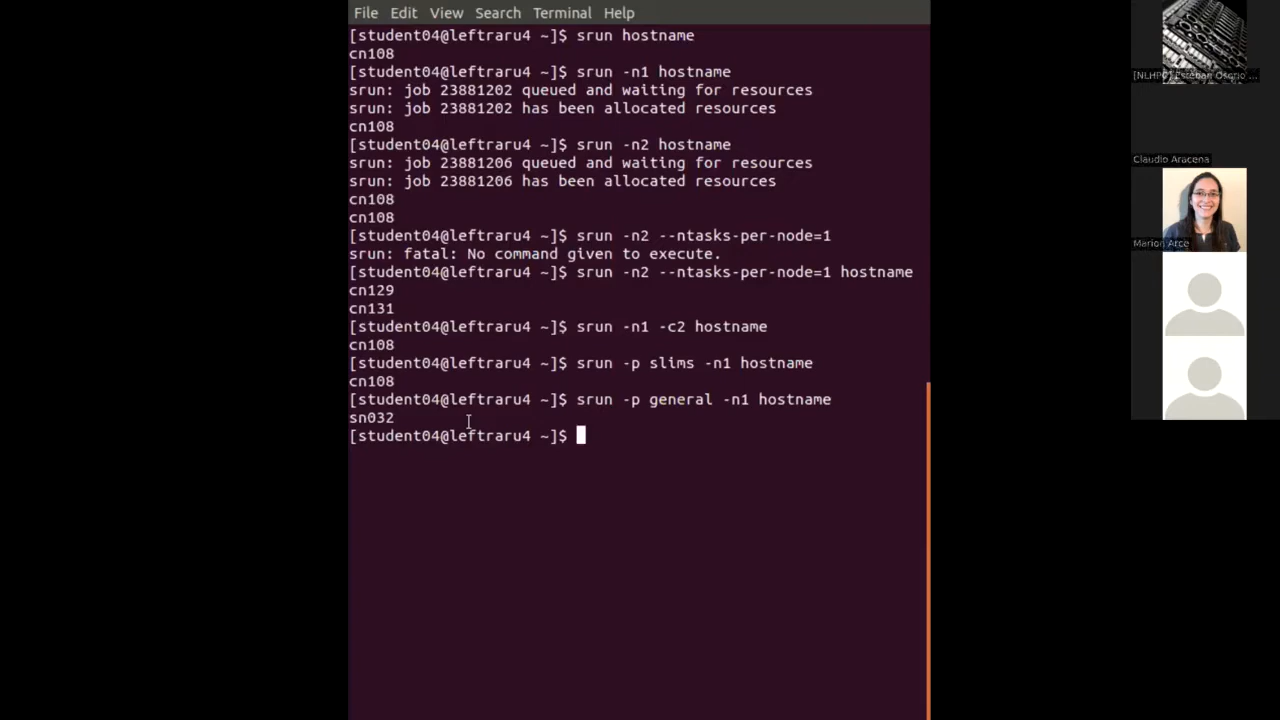 File Edit View Search Terminal Help
[student04@leftraru4 ~]$ srun hostname
cn108
[student04@leftraru4 ~]$ srun -n1 hostname
srun: job 23881202 queued and waiting for resources
srun: job 23881202 has been allocated resources
cn108
[student04@leftraru4 ~]$ srun -n2 hostname
srun: job 23881206 queued and waiting for resources
srun: job 23881206 has been allocated resources
cn108
cn108
[student04@leftraru4 ~]$ srun -n2 --ntasks-per-node=1
srun: fatal: No command given to execute.
[student04@leftraru4 ~]$ srun -n2 --ntasks-per-node=1 hostname
cn129
cn131
[student04@leftraru4 ~]$ srun -n1 -c2 hostname
cn108
[student04@leftraru4 ~]$ srun -p slims -n1 hostname
cn108
[student04@leftraru4 ~]$ srun -p general -n1 hostname
sn032
[student04@leftraru4 ~]$
[NLHPC] Esteban Osorio ...
Claudio Aracena
Marion Arce